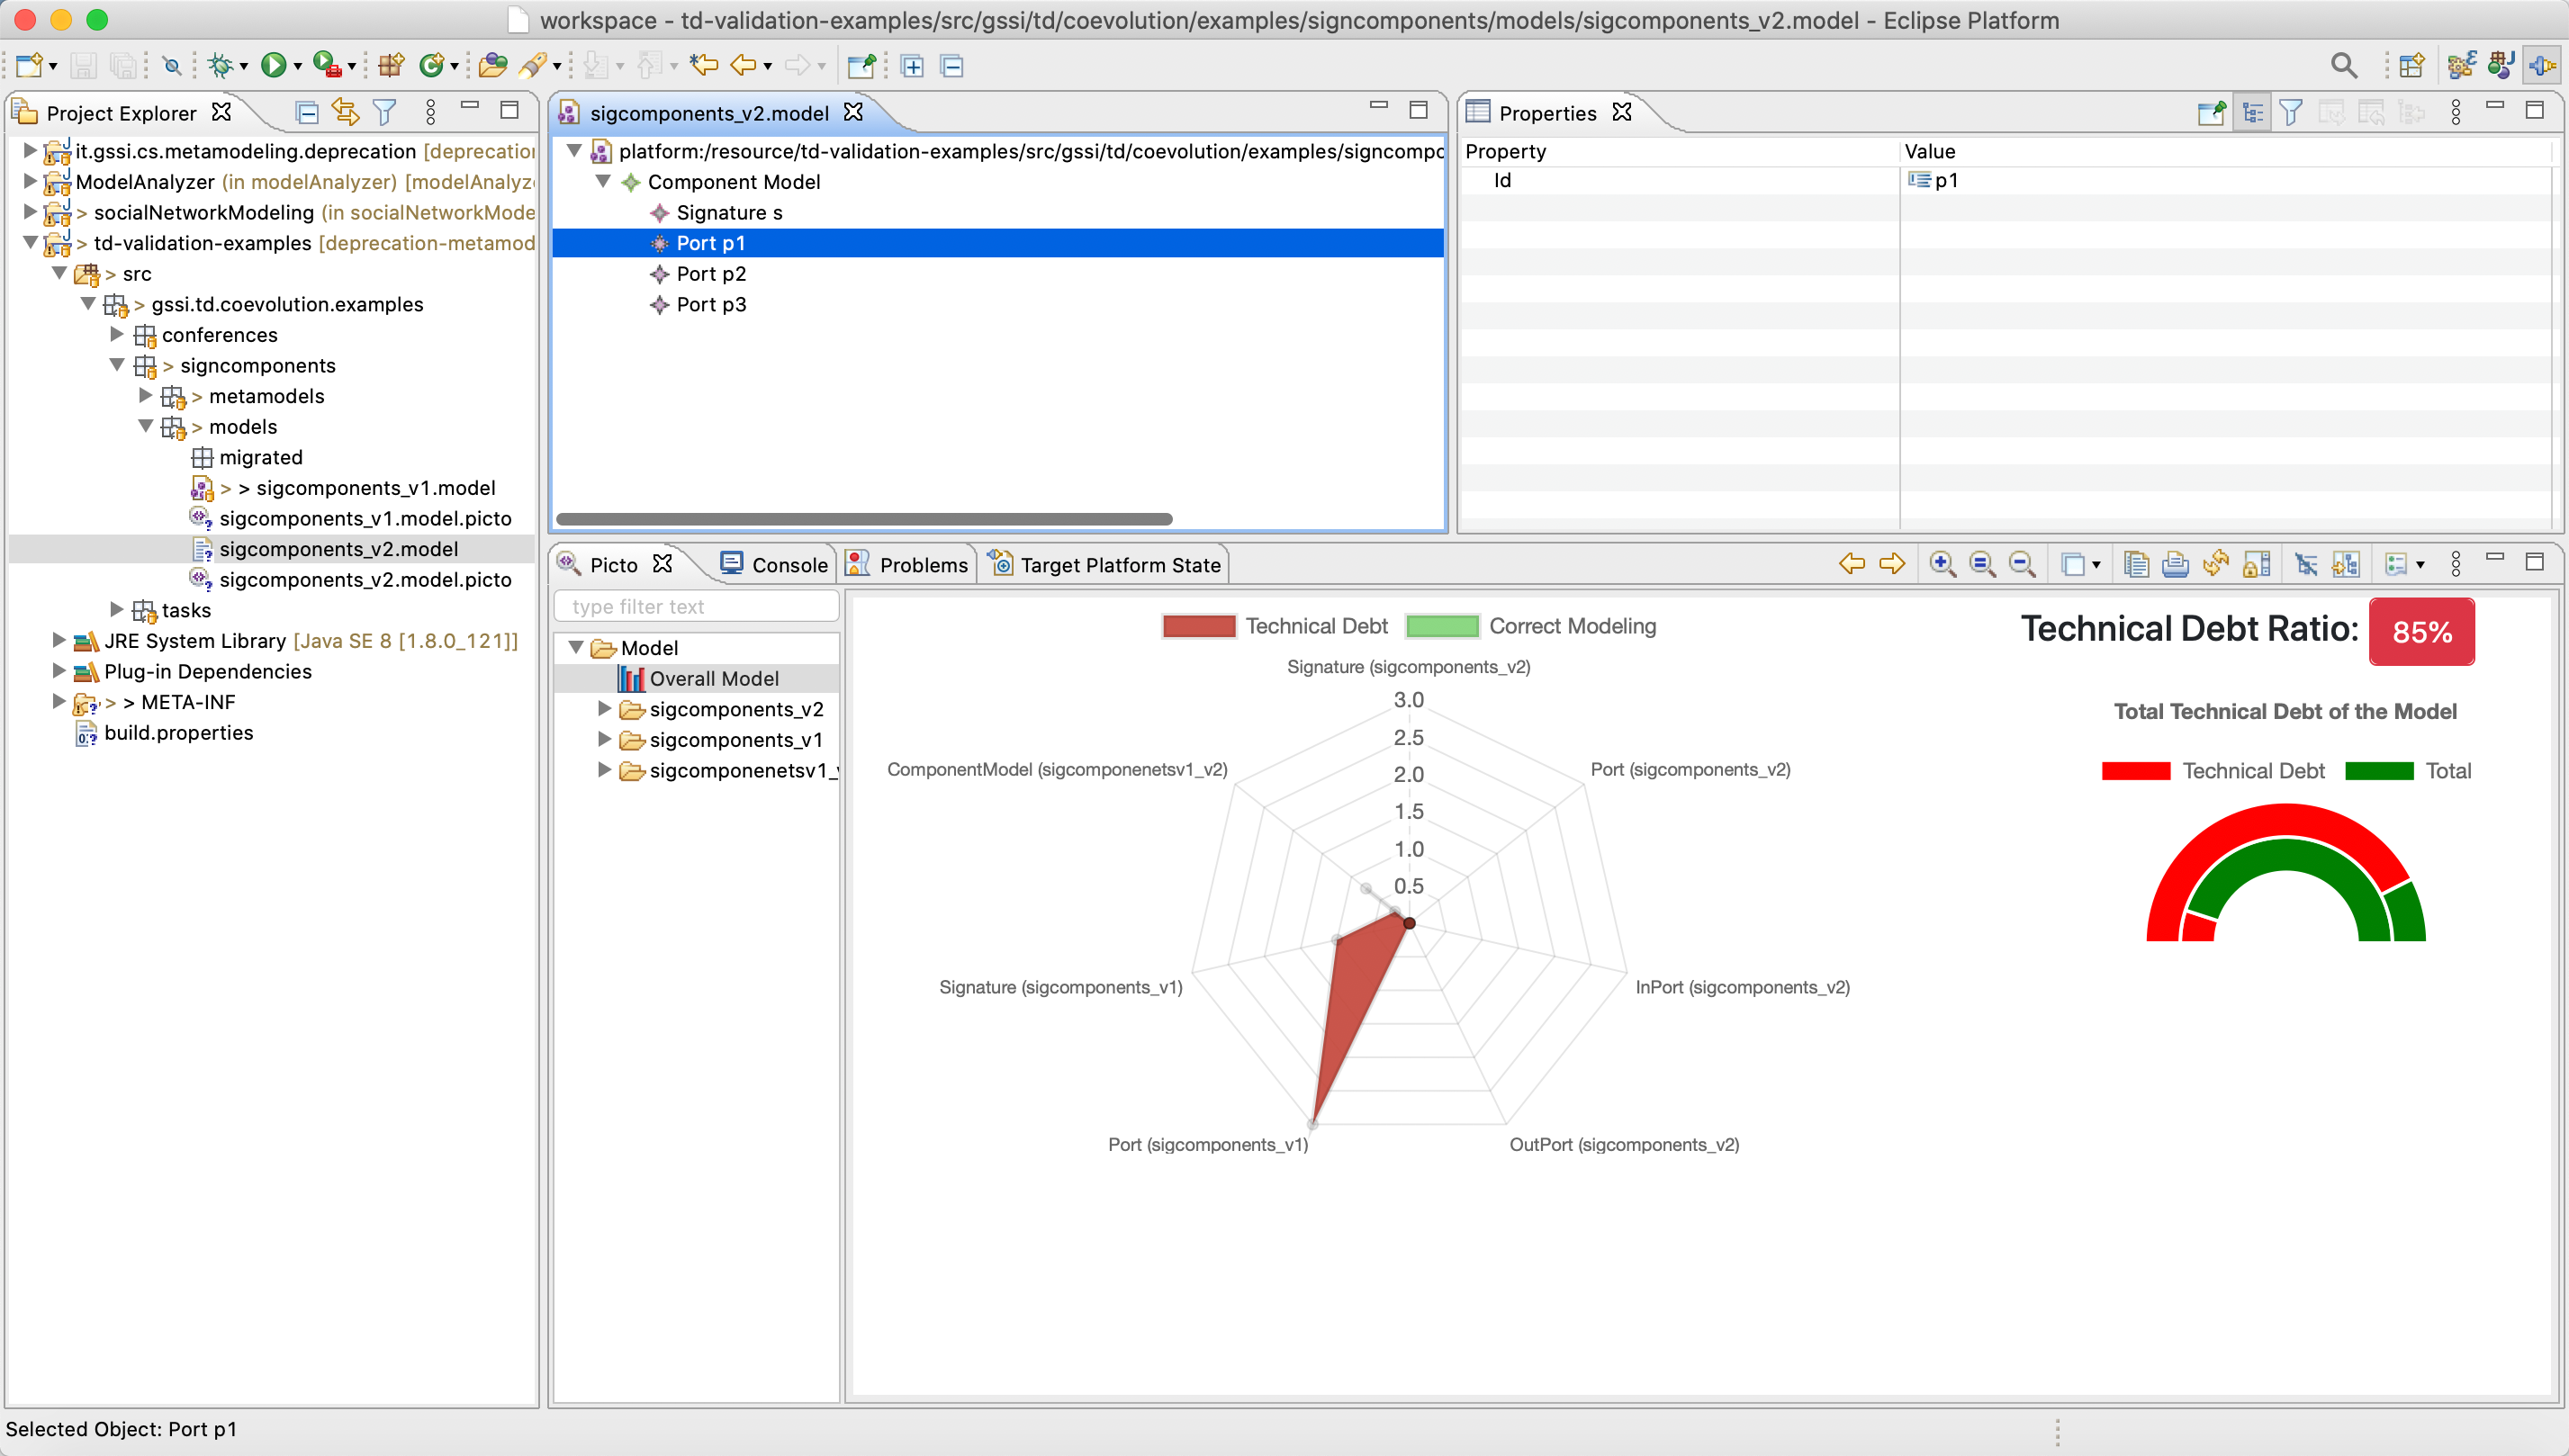 workspace - td-validation-examples/src/gssi/td/coevolution/examples/signcomponents/models/sigcomponents_v2.model - Eclipse Platform
Project Explorer
it.gssi.cs.metamodeling.deprecation [deprecation
ModelAnalyzer (in modelAnalyzer) [modelAnalyz
> socialNetworkModeling (in socialNetworkMode
> td-validation-examples [deprecation-metamod
> src
> gssi.td.coevolution.examples
conferences
> signcomponents
> metamodels
> models
migrated
> > sigcomponents_v1.model
sigcomponents_v1.model.picto
sigcomponents_v2.model
sigcomponents_v2.model.picto
tasks
JRE System Library [Java SE 8 [1.8.0_121]]
Plug-in Dependencies
> > META-INF
build.properties
sigcomponents_v2.model
platform:/resource/td-validation-examples/src/gssi/td/coevolution/examples/signcompo
Component Model
Signature s
Port p1
Port p2
Port p3
Properties
Property Value
Id p1
Picto Console Problems Target Platform State
type filter text
Model
Overall Model
sigcomponents_v2
sigcomponents_v1
sigcomponenetsv1_v
Technical Debt Correct Modeling
Signature (sigcomponents_v2)
3.0
2.5
2.0
1.5
1.0
0.5
ComponentModel (sigcomponenetsv1_v2)
Port (sigcomponents_v2)
Signature (sigcomponents_v1)
InPort (sigcomponents_v2)
Port (sigcomponents_v1)
OutPort (sigcomponents_v2)
Technical Debt Ratio: 85%
Total Technical Debt of the Model
Technical Debt Total
Selected Object: Port p1